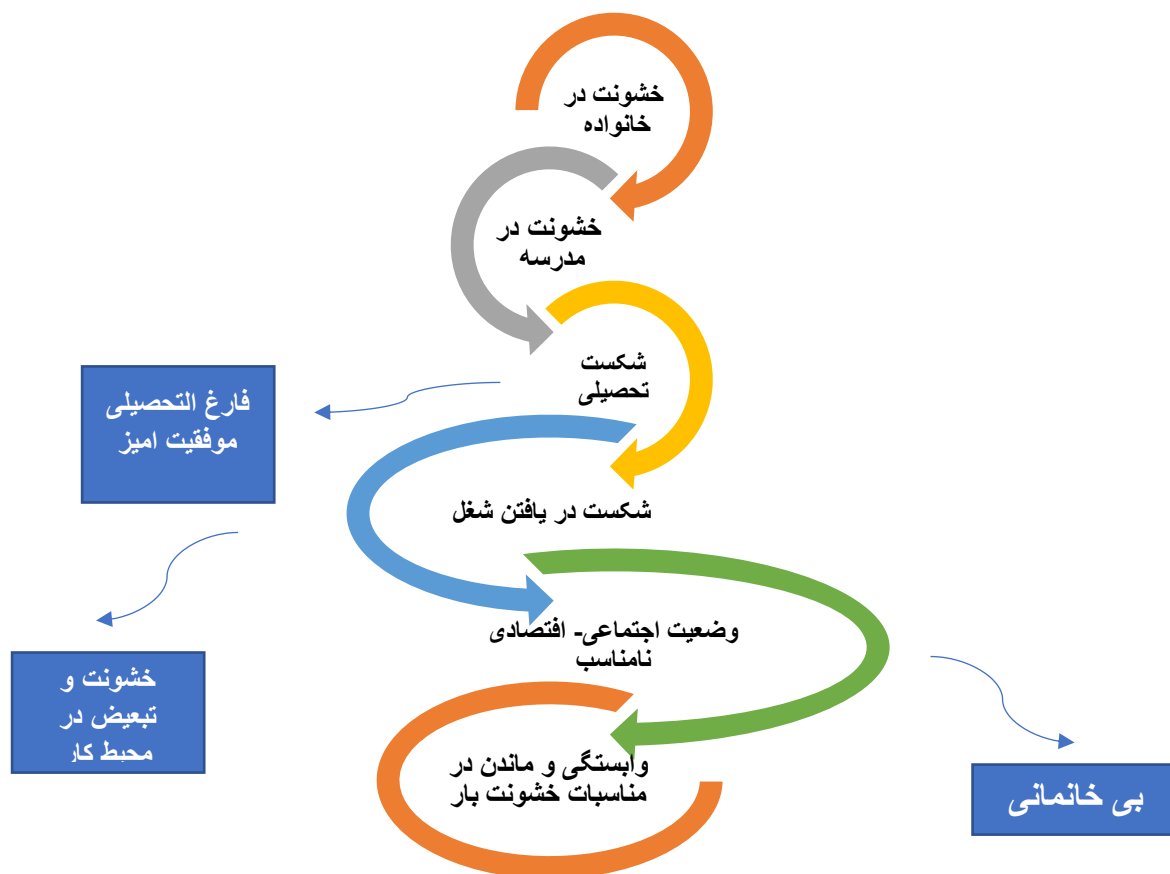 خشونت در
خانواده
خشونت در
مدرسه
شکست
تحصیلی
فارغ التحصیلی
موفقیت امیز
شکست در یافتن شغل
وضعیت اجتماعی- افتصادی
نامناسب
خشونت و
تبعیض در
محیط کار
وابستگی و ماندن در
مناسبات خشونت بار
بی خانمانی